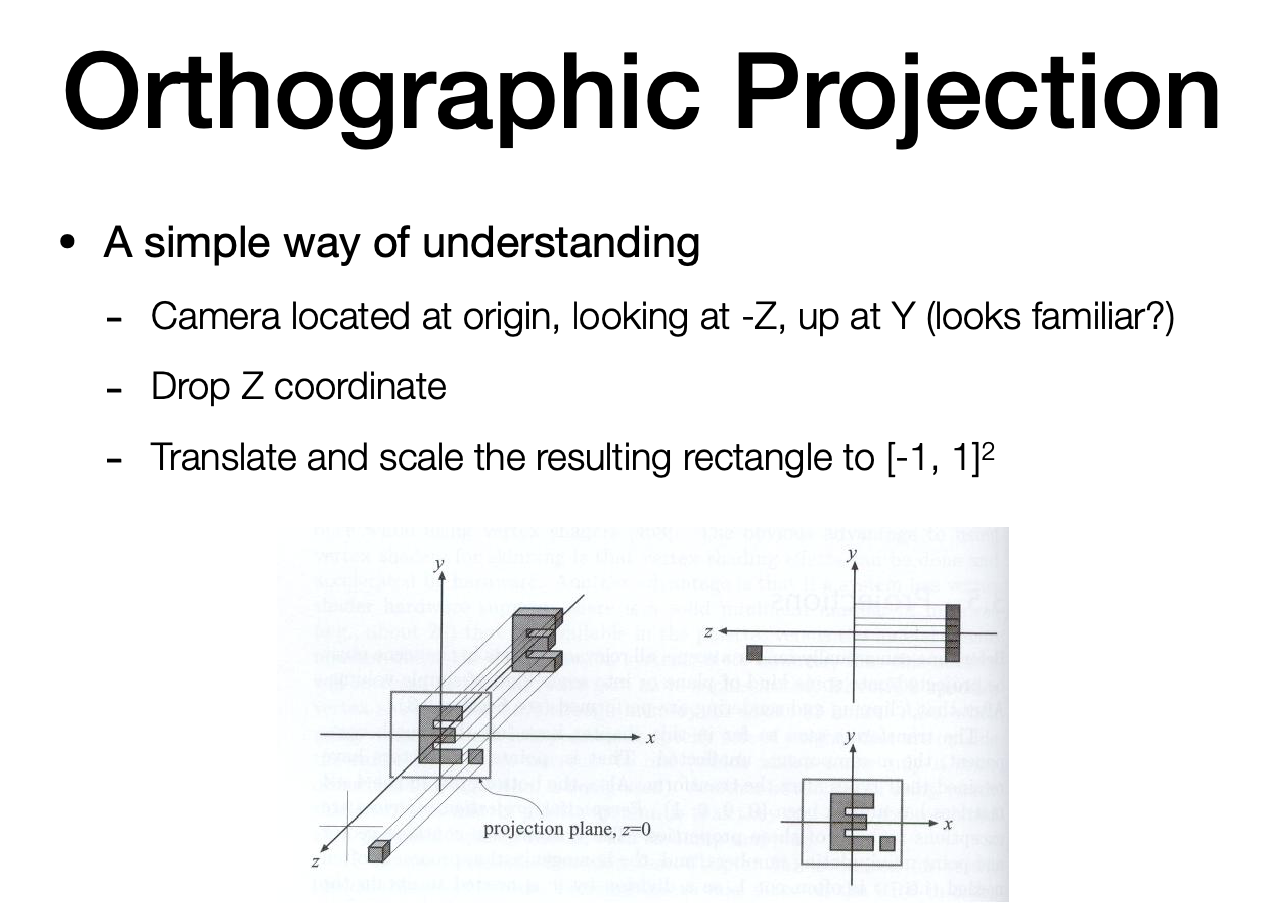 Orthographic Projection
• A simple way of understanding
- Camera located at origin, looking at -Z, up at Y (looks familiar?)
- Drop Z coordinate
- Translate and scale the resulting rectangle to [-1, 1]²
y
x
z
projection plane, z=0
y
z
y
x